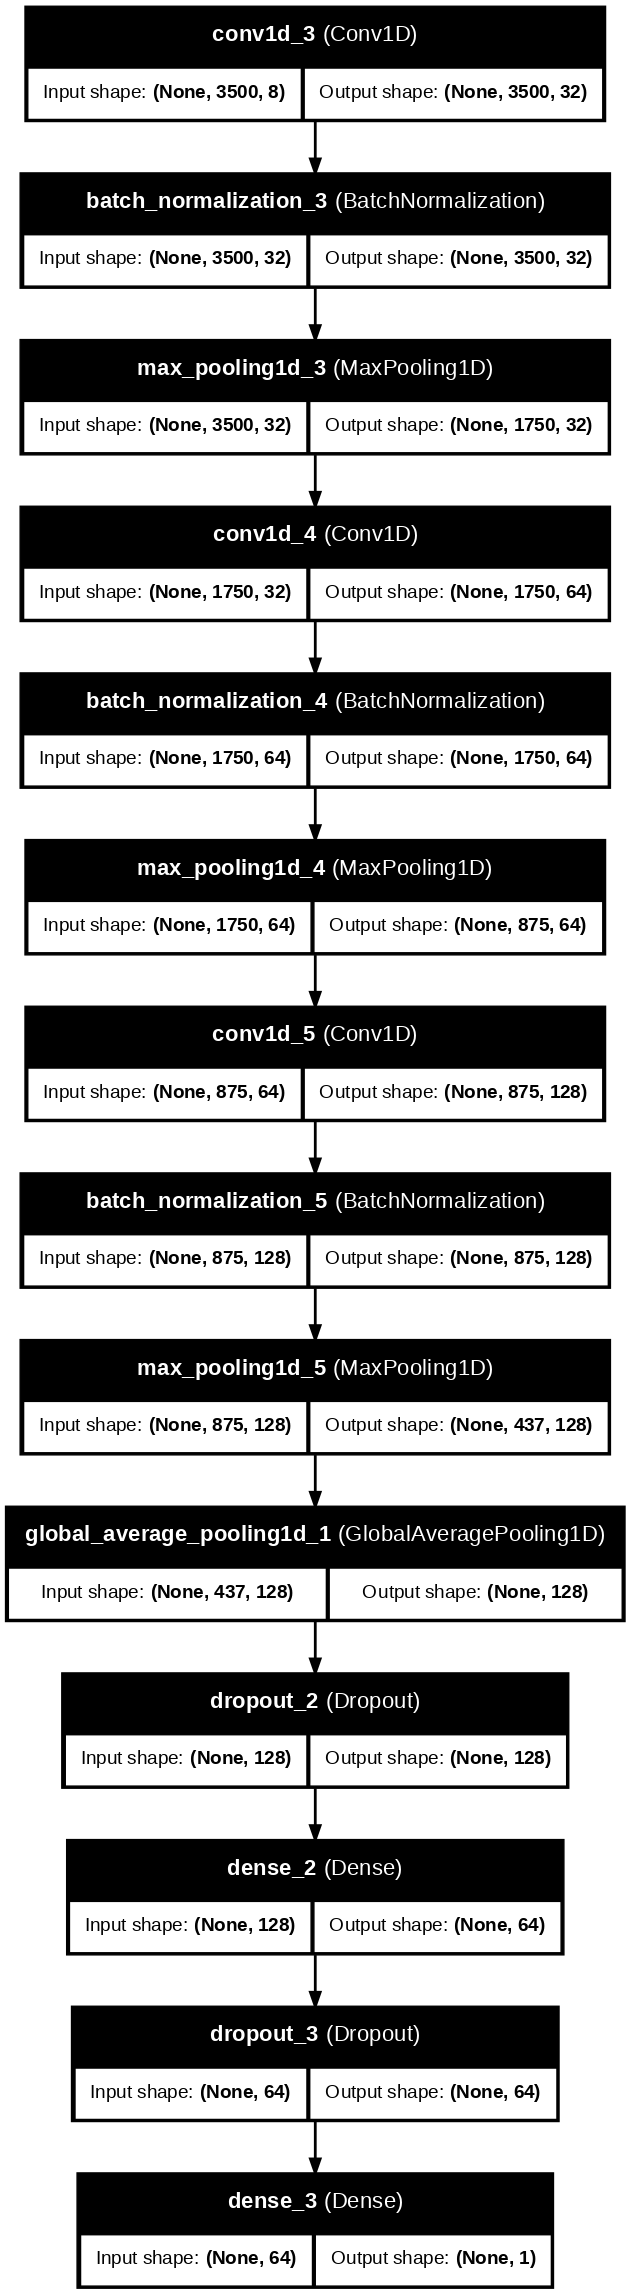 conv1d_3 (Conv1D)
Input shape: (None, 3500, 8) Output shape: (None, 3500, 32)
batch_normalization_3 (BatchNormalization)
Input shape: (None, 3500, 32) Output shape: (None, 3500, 32)
max_pooling1d_3 (MaxPooling1D)
Input shape: (None, 3500, 32) Output shape: (None, 1750, 32)
conv1d_4 (Conv1D)
Input shape: (None, 1750, 32) Output shape: (None, 1750, 64)
batch_normalization_4 (BatchNormalization)
Input shape: (None, 1750, 64) Output shape: (None, 1750, 64)
max_pooling1d_4 (MaxPooling1D)
Input shape: (None, 1750, 64) Output shape: (None, 875, 64)
conv1d_5 (Conv1D)
Input shape: (None, 875, 64) Output shape: (None, 875, 128)
batch_normalization_5 (BatchNormalization)
Input shape: (None, 875, 128) Output shape: (None, 875, 128)
max_pooling1d_5 (MaxPooling1D)
Input shape: (None, 875, 128) Output shape: (None, 437, 128)
global_average_pooling1d_1 (GlobalAveragePooling1D)
Input shape: (None, 437, 128) Output shape: (None, 128)
dropout_2 (Dropout)
Input shape: (None, 128) Output shape: (None, 128)
dense_2 (Dense)
Input shape: (None, 128) Output shape: (None, 64)
dropout_3 (Dropout)
Input shape: (None, 64) Output shape: (None, 64)
dense_3 (Dense)
Input shape: (None, 64) Output shape: (None, 1)